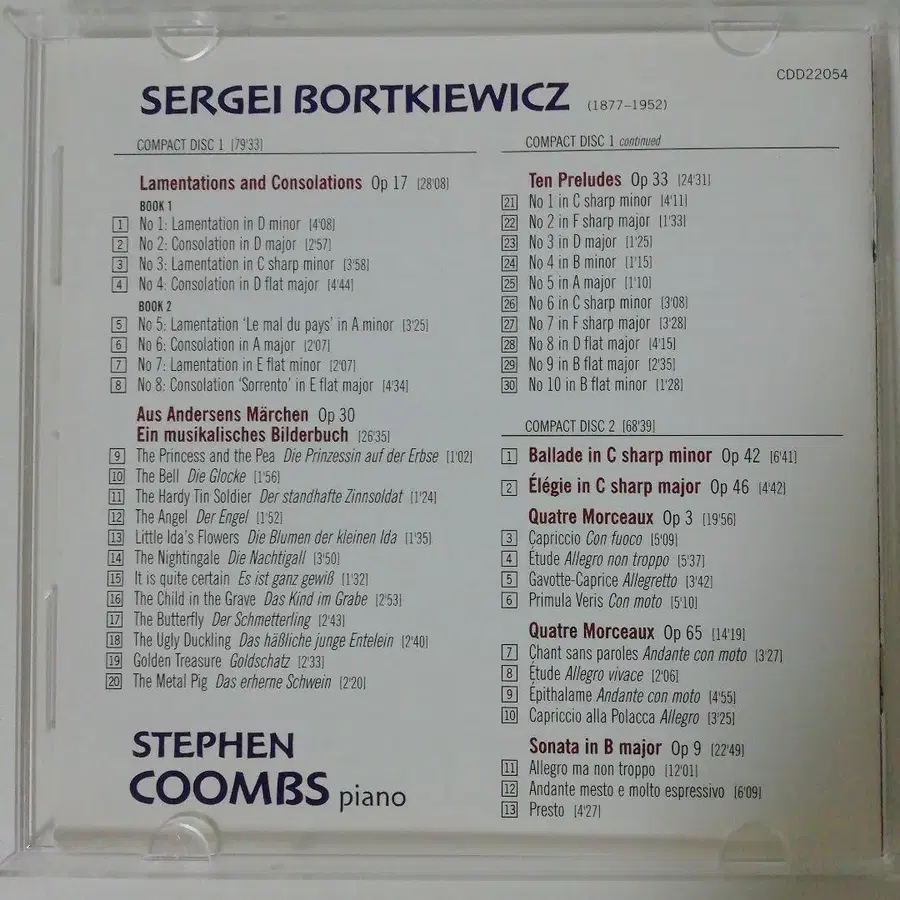 CDD22054
SERGEI BORTKIEWICZ (1877–1952)
COMPACT DISC 1 [79'33]
Lamentations and Consolations Op 17 [28'08]
BOOK 1
1 No 1: Lamentation in D minor [4'08]
2 No 2: Consolation in D major [2'57]
3 No 3: Lamentation in C sharp minor [3'58]
4 No 4: Consolation in D flat major [4'44]
BOOK 2
5 No 5: Lamentation ‘Le mal du pays’ in A minor [3'25]
6 No 6: Consolation in A major [2'07]
7 No 7: Lamentation in E flat minor [2'07]
8 No 8: Consolation ‘Sorrento’ in E flat major [4'34]
Aus Andersens Märchen Op 30
Ein musikalisches Bilderbuch [26'35]
9 The Princess and the Pea Die Prinzessin auf der Erbse [1'02]
10 The Bell Die Glocke [1'56]
11 The Hardy Tin Soldier Der standhafte Zinnsoldat [1'24]
12 The Angel Der Engel [1'52]
13 Little Ida's Flowers Die Blumen der kleinen Ida [1'35]
14 The Nightingale Die Nachtigall [3'50]
15 It is quite certain Es ist ganz gewiß [1'32]
16 The Child in the Grave Das Kind im Grabe [2'53]
17 The Butterfly Der Schmetterling [2'43]
18 The Ugly Duckling Das häßliche junge Entelein [2'40]
19 Golden Treasure Goldschatz [2'33]
20 The Metal Pig Das erherne Schwein [2'20]
STEPHEN
COOMBS piano
COMPACT DISC 1 continued
Ten Preludes Op 33 [24'31]
21 No 1 in C sharp minor [4'11]
22 No 2 in F sharp major [1'33]
23 No 3 in D major [1'25]
24 No 4 in B minor [1'15]
25 No 5 in A major [1'10]
26 No 6 in C sharp minor [3'08]
27 No 7 in F sharp major [3'28]
28 No 8 in D flat major [4'15]
29 No 9 in B flat major [2'35]
30 No 10 in B flat minor [1'28]
COMPACT DISC 2 [68'39]
1 Ballade in C sharp minor Op 42 [6'41]
2 Élégie in C sharp major Op 46 [4'42]
Quatre Morceaux Op 3 [19'56]
3 Capriccio Con fuoco [5'09]
4 Étude Allegro non troppo [5'37]
5 Gavotte-Caprice Allegretto [3'42]
6 Primula Veris Con moto [5'10]
Quatre Morceaux Op 65 [14'19]
7 Chant sans paroles Andante con moto [3'27]
8 Étude Allegro vivace [2'06]
9 Épithalame Andante con moto [4'55]
10 Capriccio alla Polacca Allegro [3'25]
Sonata in B major Op 9 [22'49]
11 Allegro ma non troppo [12'01]
12 Andante mesto e molto espressivo [6'09]
13 Presto [4'27]